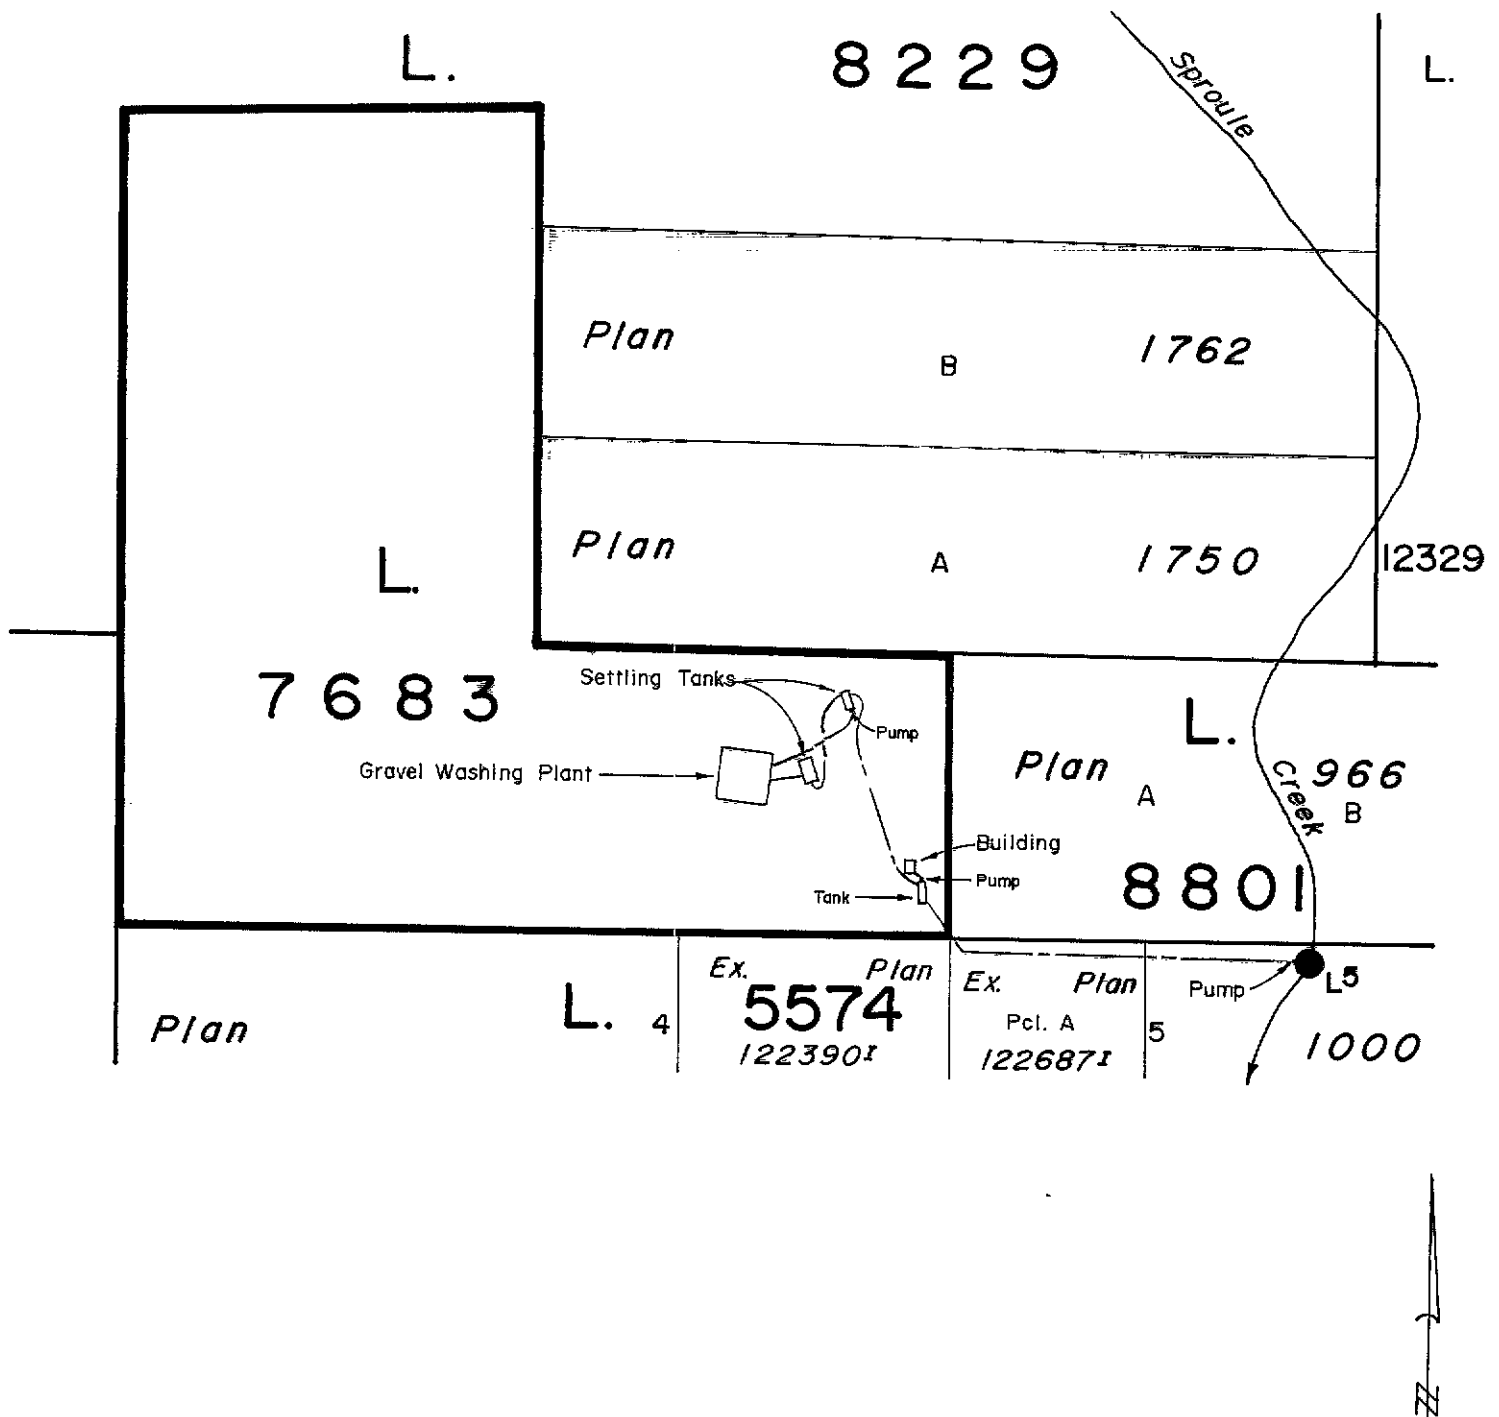 L. 8229 L.
Sproule
Plan B 1762
Plan A 1750 12329
L.
7683
Settling Tanks
Pump
Gravel Washing Plant
L.
Plan A 966
Creek B
Building
Pump
Tank
8801
Ex. Plan Ex. Plan
Pump L5
Plan L. 4 5574 Pcl. A 5 1000
122390I 122687I
N